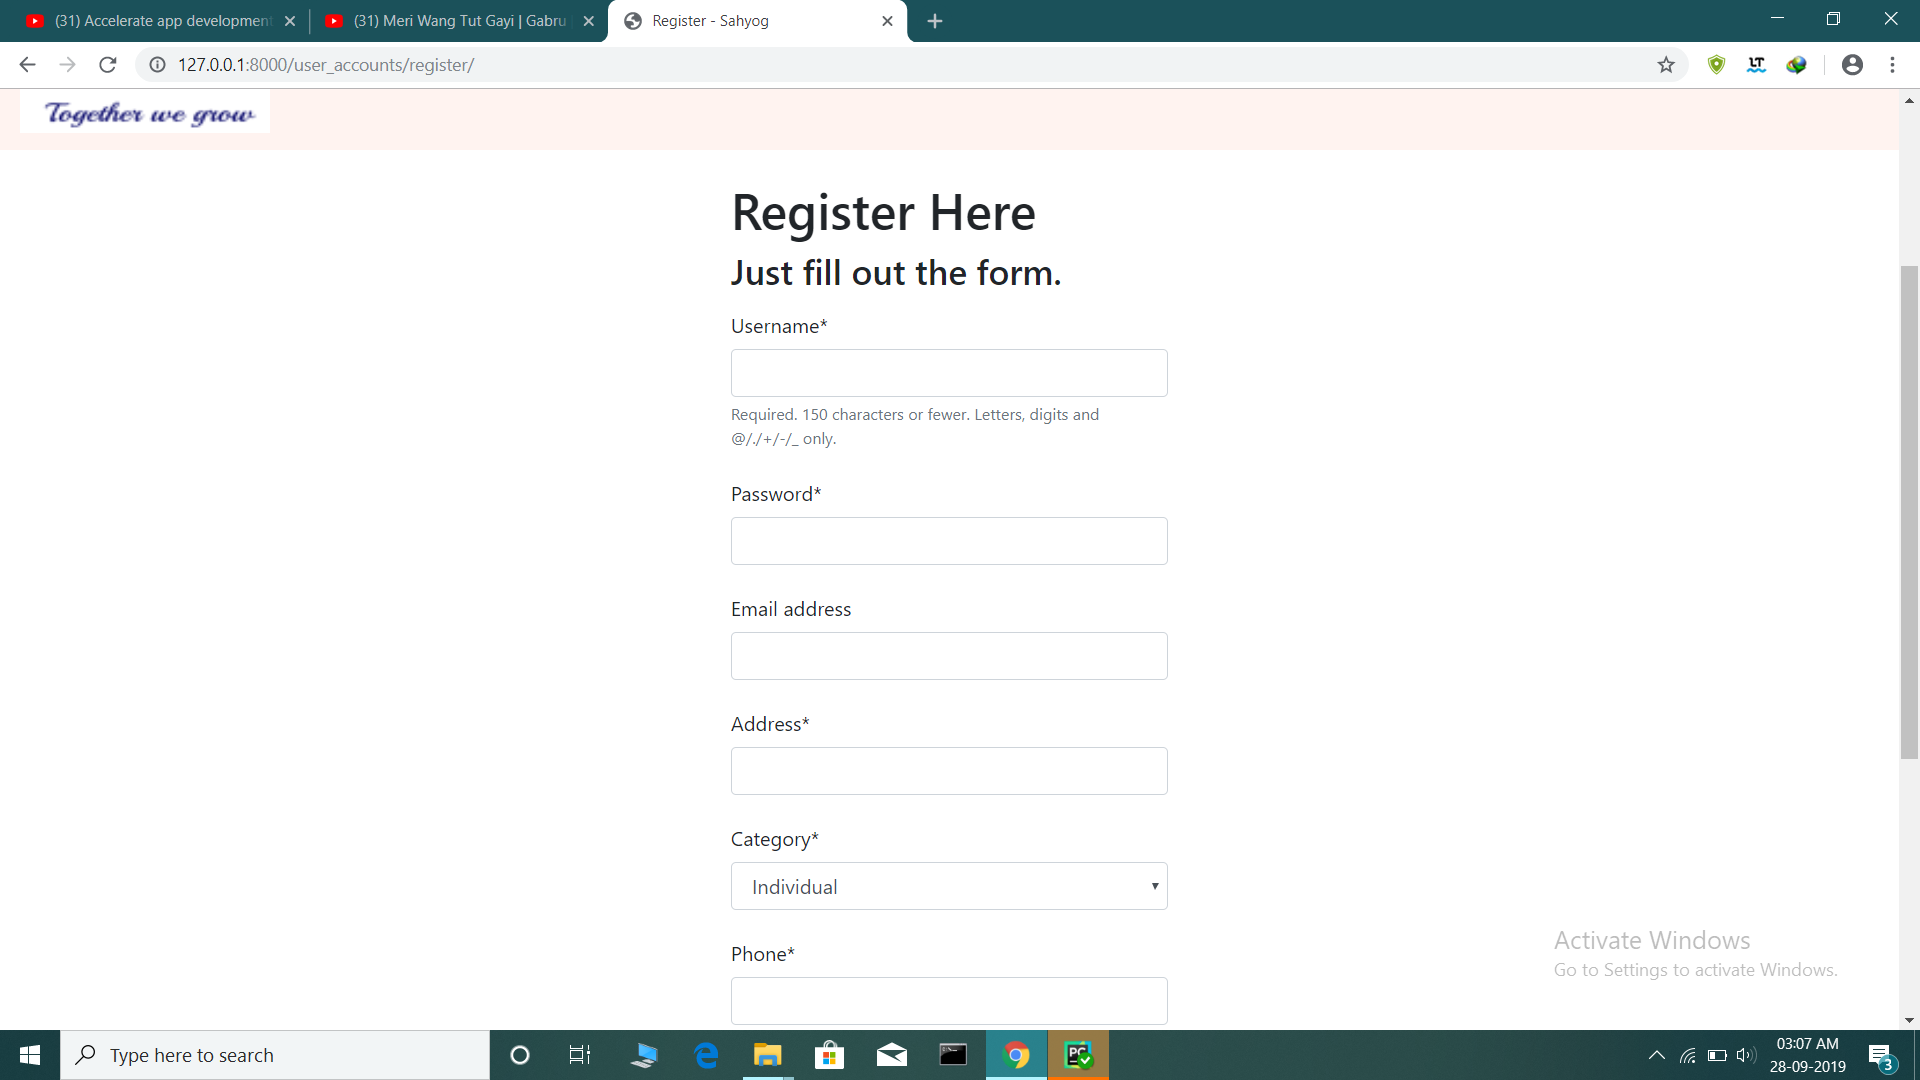 (31) Accelerate app development
(31) Meri Wang Tut Gayi | Gabru
Register - Sahyog
127.0.0.1:8000/user_accounts/register/
LT
Together we grow
Register Here
Just fill out the form.
Username*
Required. 150 characters or fewer. Letters, digits and
@/./+/-/_ only.
Password*
Email address
Address*
Category*
Individual
Phone*
Activate Windows
Go to Settings to activate Windows.
Type here to search
PC
03:07 AM
28-09-2019
3